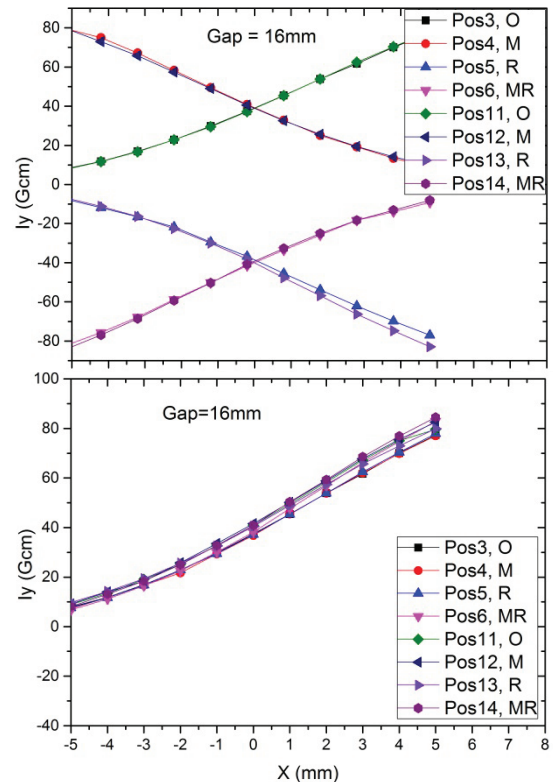 80
60
40
20
0
-20
-40
-60
-80
Iy (Gcm)
Gap = 16mm
Pos3, O
Pos4, M
Pos5, R
Pos6, MR
Pos11, O
Pos12, M
Pos13, R
Pos14, MR
100
80
60
40
20
0
-20
-40
Iy (Gcm)
Gap=16mm
Pos3, O
Pos4, M
Pos5, R
Pos6, MR
Pos11, O
Pos12, M
Pos13, R
Pos14, MR
-5 -4 -3 -2 -1 0 1 2 3 4 5 6 7 8
X (mm)